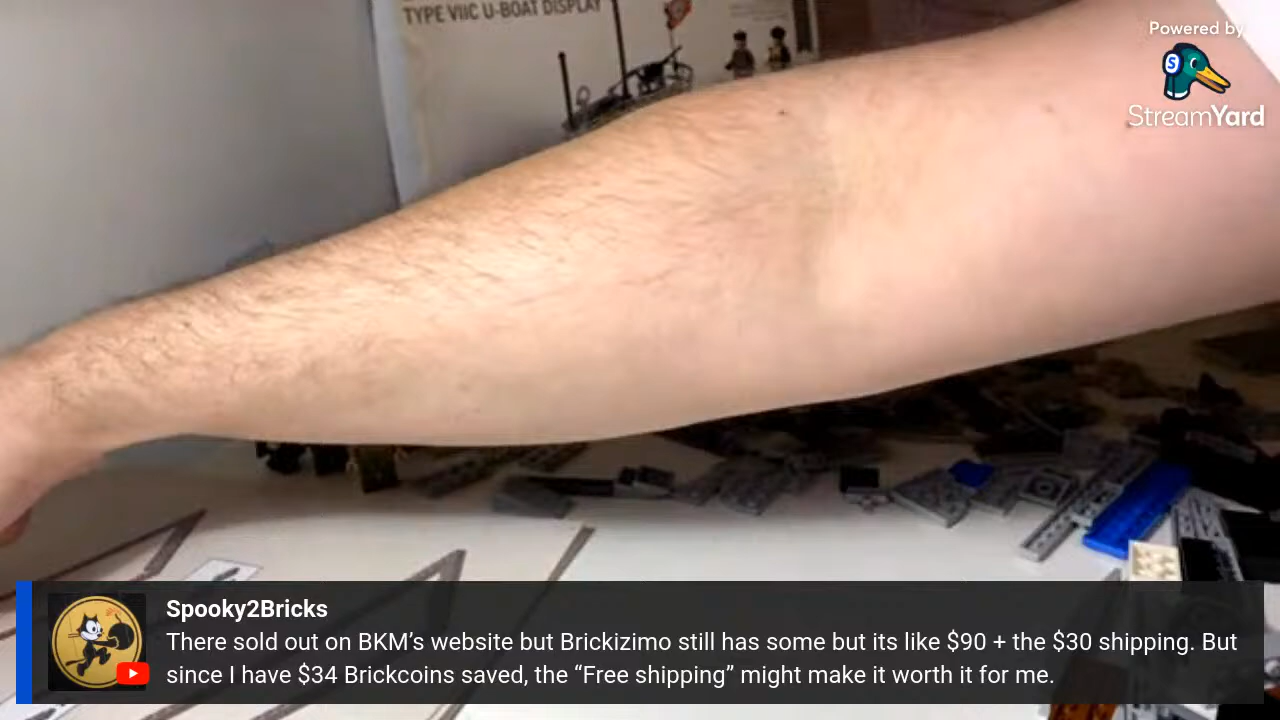 TYPE VIIC U-BOAT DISPLAY
Powered by
S
StreamYard
Spooky2Bricks
There sold out on BKM’s website but Brickizimo still has some but its like $90 + the $30 shipping. But
since I have $34 Brickcoins saved, the “Free shipping” might make it worth it for me.